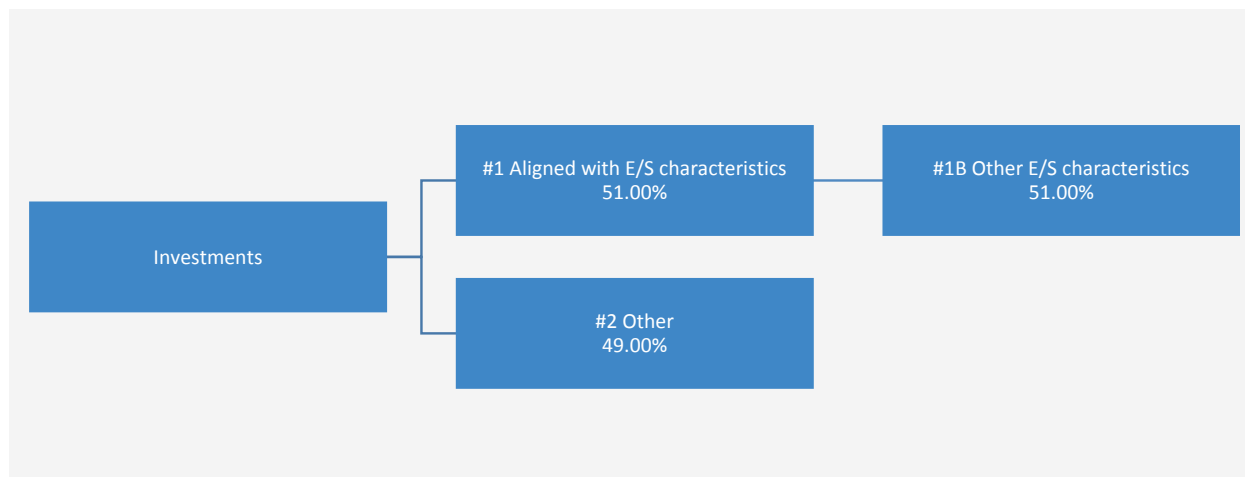 Investments
#1 Aligned with E/S characteristics
51.00%
#1B Other E/S characteristics
51.00%
#2 Other
49.00%